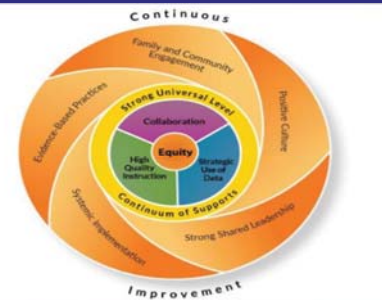 Continuous
Family and Community
Engagement
Positive Culture
Evidence-Based Practices
Strong Universal Level
Collaboration
Equity
High
Quality
Instruction
Strategic
Use of
Data
Continuum of Supports
Systemic Implementation
Strong Shared Leadership
Improvement